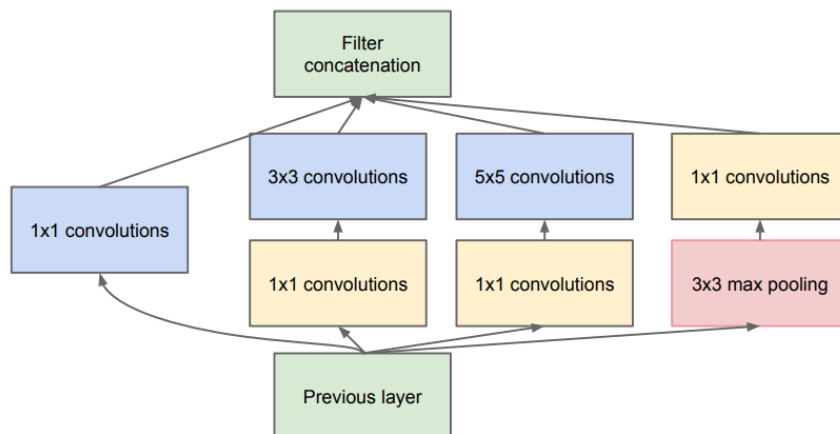 Filter
concatenation
3x3 convolutions
5x5 convolutions
1x1 convolutions
1x1 convolutions
1x1 convolutions
1x1 convolutions
3x3 max pooling
Previous layer